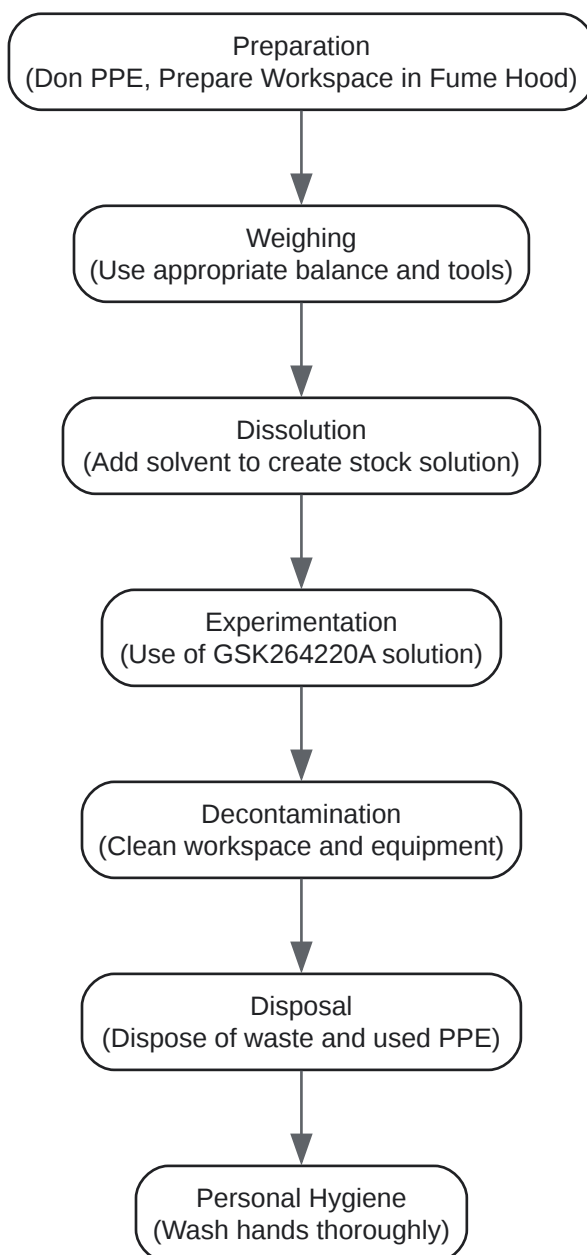 Preparation
(Don PPE, Prepare Workspace in Fume Hood)
Weighing
(Use appropriate balance and tools)
Dissolution
(Add solvent to create stock solution)
Experimentation
(Use of GSK264220A solution)
Decontamination
(Clean workspace and equipment)
Disposal
(Dispose of waste and used PPE)
Personal Hygiene
(Wash hands thoroughly)